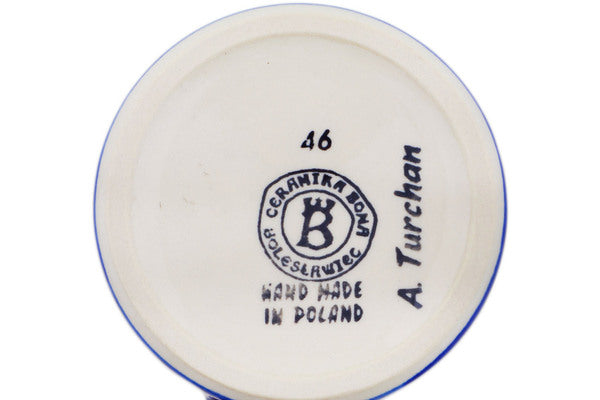 46
CERAMIKA BONA
BOLESŁAWIEC
B
HAND MADE
IN POLAND
A. Turchan